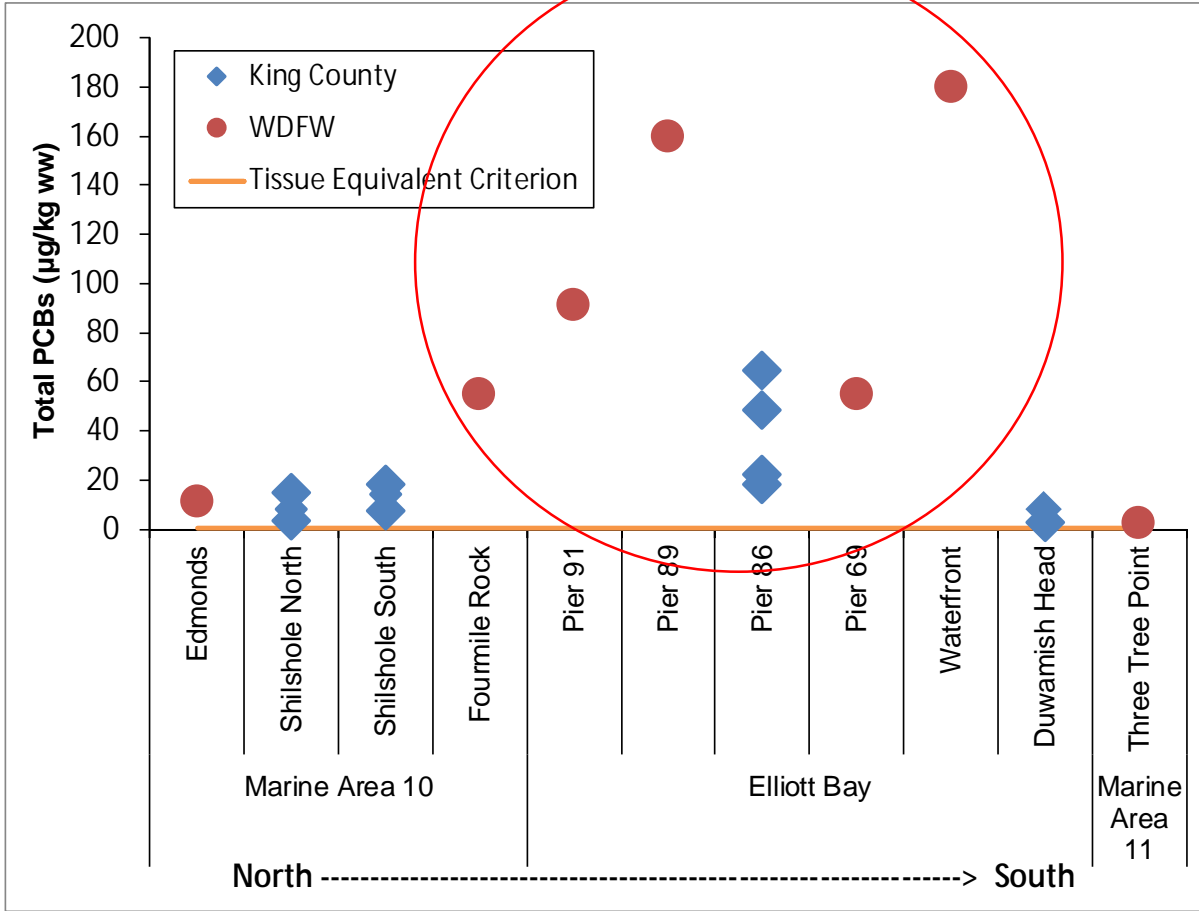 Total PCBs (µg/kg ww)
200
180
160
140
120
100
80
60
40
20
0
King County
WDFW
Tissue Equivalent Criterion
Edmonds
Shilshole North
Shilshole South
Fourmile Rock
Pier 91
Pier 89
Pier 86
Pier 69
Waterfront
Duwamish Head
Three Tree Point
Marine Area 10
Elliott Bay
Marine
Area
11
North ----------------------------------------------------> South